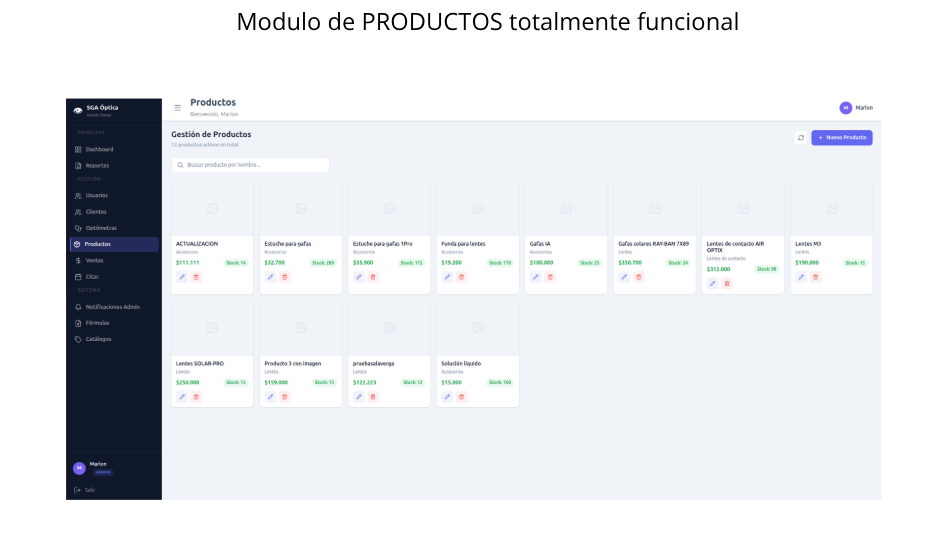 Modulo de PRODUCTOS totalmente funcional
SGA Óptica
Admin Panel
PRINCIPAL
Dashboard
Reportes
GESTIÓN
Usuarios
Clientes
Optómetras
Productos
Ventas
Citas
SISTEMA
Notificaciones Admin
Fórmulas
Catálogos
Marlon
ADMIN
Salir
Productos
Bienvenido, Marlon
M Marlon
Gestión de Productos
12 productos activos en total
Nuevo Producto
Buscar producto por nombre...
ACTUALIZACION
Accesorios
$111.111 Stock: 14
Estuche para gafas
Accesorios
$32.700 Stock: 289
Estuche para gafas 1Pro
Accesorios
$35.900 Stock: 115
Funda para lentes
Accesorios
$19.200 Stock: 170
Gafas IA
Accesorios
$100.000 Stock: 25
Gafas solares RAY-BAN 7X89
Lentes
$350.700 Stock: 24
Lentes de contacto AIR
OPTIX
Lentes de contacto
$312.000 Stock: 98
Lentes M3
Lentes
$190.000 Stock: 15
Lentes SOLAR-PRO
Lentes
$250.000 Stock: 15
Producto 3 con imagen
Lentes
$159.000 Stock: 15
pruebasalaverga
Lentes
$122.223 Stock: 12
Solución liquido
Accesorios
$15.000 Stock: 100